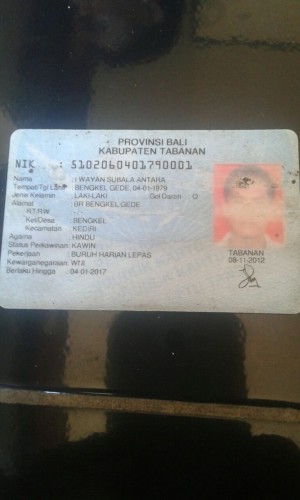 PROVINSI BALI
KABUPATEN TABANAN
NIK : 5102060401790001
Nama : I WAYAN SUBALA ANTARA
Tempat/Tgl Lahir : BENGKEL GEDE, 04-01-1979
Jenis Kelamin : LAKI-LAKI Gol Darah O
Alamat : BR BENGKEL GEDE
RT/RW :
Kel/Desa : BENGKEL
Kecamatan : KEDIRI
Agama : HINDU
Status Perkawinan: KAWIN
Pekerjaan : BURUH HARIAN LEPAS
Kewarganegaraan: WNI
Berlaku Hingga : 04-01-2017
TABANAN
08-11-2012